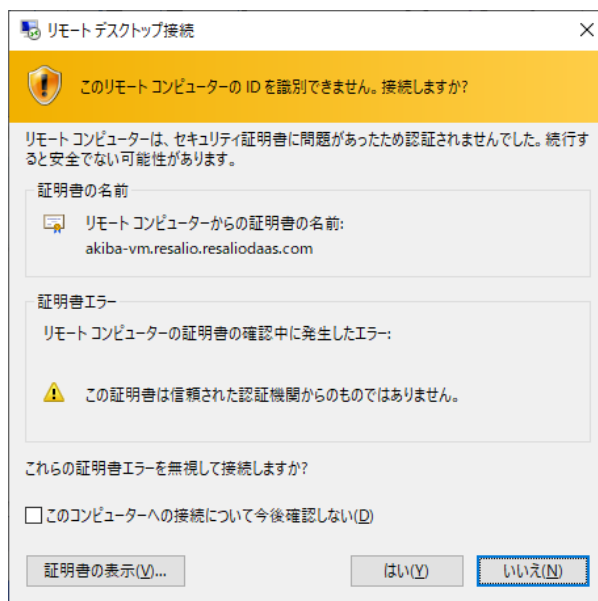 リモート デスクトップ接続
このリモート コンピューターの ID を識別できません。接続しますか?
リモート コンピューターは、セキュリティ証明書に問題があったため認証されませんでした。続行す
ると安全でない可能性があります。
証明書の名前
リモート コンピューターからの証明書の名前:
akiba-vm.resalio.resaliodaas.com
証明書エラー
リモート コンピューターの証明書の確認中に発生したエラー:
この証明書は信頼された認証機関からのものではありません。
これらの証明書エラーを無視して接続しますか?
このコンピューターへの接続について今後確認しない(D)
証明書の表示(V)...
はい(Y)
いいえ(N)